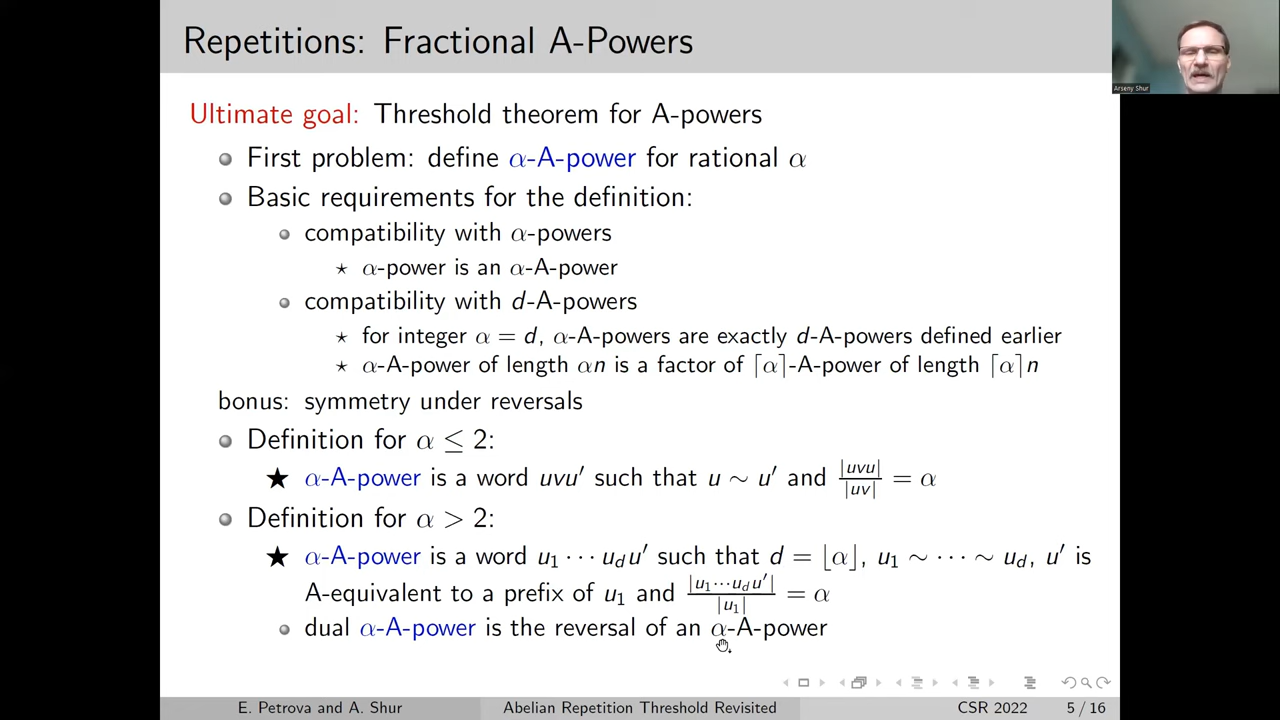 Repetitions: Fractional A-Powers
Arseny Shur
Ultimate goal: Threshold theorem for A-powers
First problem: define α-A-power for rational α
Basic requirements for the definition:
compatibility with α-powers
⋆ α-power is an α-A-power
compatibility with d-A-powers
⋆ for integer α = d, α-A-powers are exactly d-A-powers defined earlier
⋆ α-A-power of length αn is a factor of ⌈α⌉-A-power of length ⌈α⌉n
bonus: symmetry under reversals
Definition for α ≤ 2:
★ α-A-power is a word uvu′ such that u ∼ u′ and |uvu|/|uv| = α
Definition for α > 2:
★ α-A-power is a word u₁ ⋯ u_d u′ such that d = ⌊α⌋, u₁ ∼ ⋯ ∼ u_d, u′ is
A-equivalent to a prefix of u₁ and |u₁⋯u_d u′|/|u₁| = α
dual α-A-power is the reversal of an α-A-power
E. Petrova and A. Shur Abelian Repetition Threshold Revisited CSR 2022 5 / 16